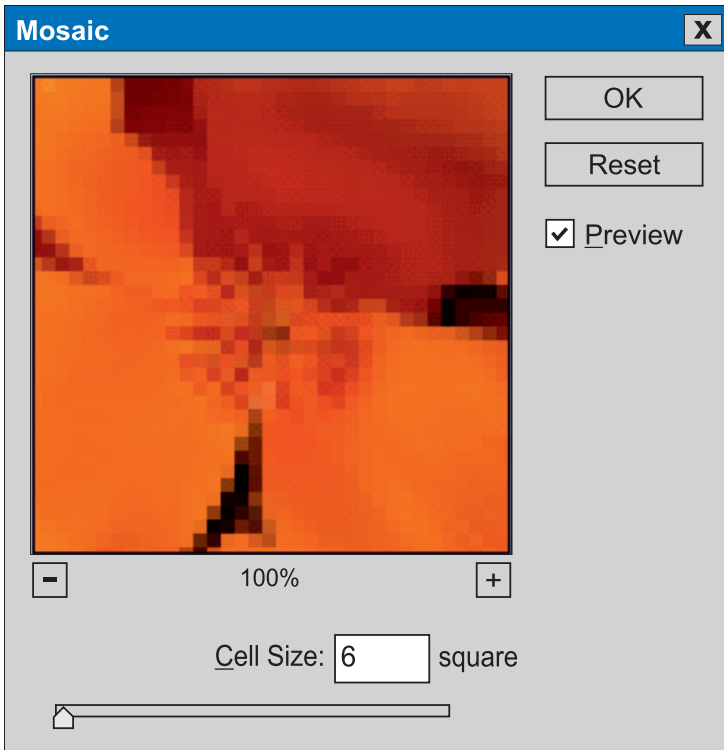 Mosaic X
OK
Reset
Preview
- 100% +
Cell Size: 6 square